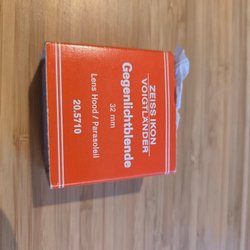 ZEISS IKON
VOIGTLÄNDER
Gegenlichtblende
32 mm
Lens Hood / Parasoleil
20.5710